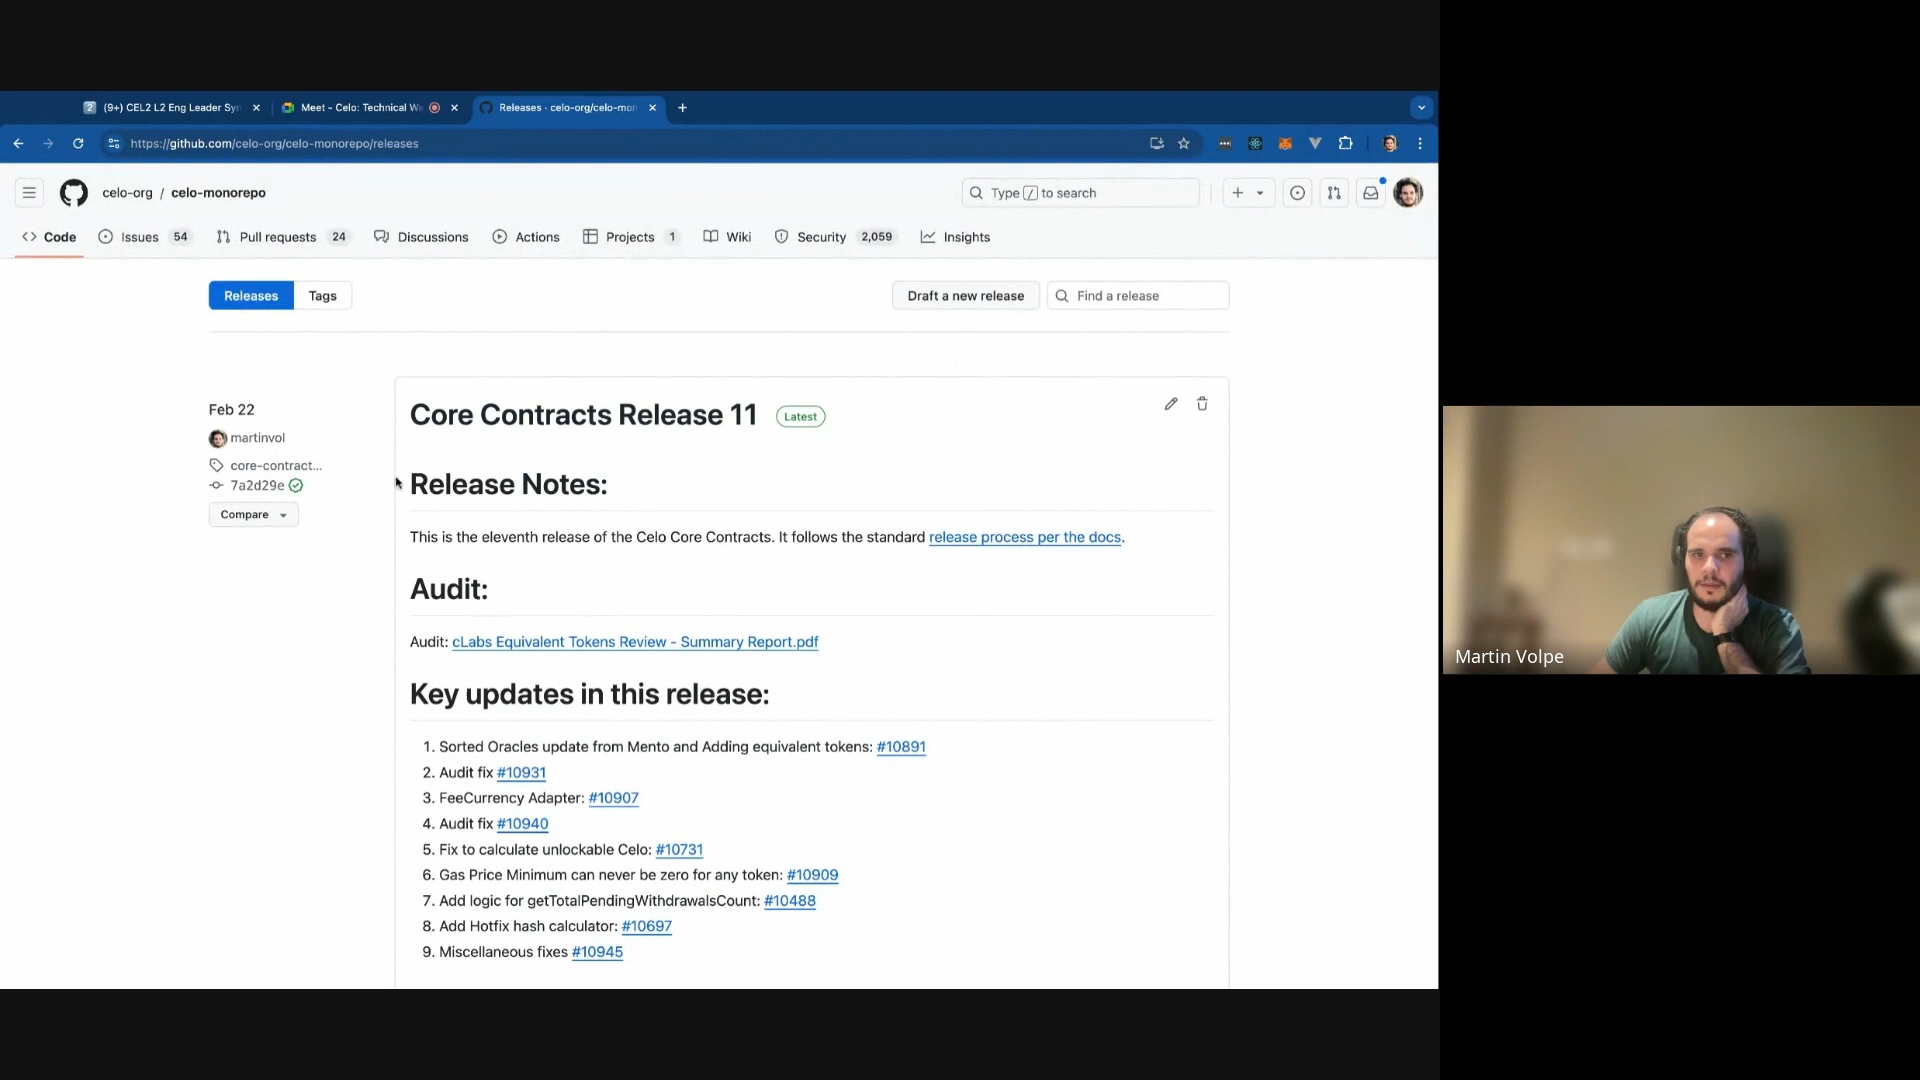 (9+) CEL2 L2 Eng Leader Syn
Meet - Celo: Technical Wa
Releases · celo-org/celo-mon
https://github.com/celo-org/celo-monorepo/releases
celo-org / celo-monorepo
Type / to search
Code
Issues 54
Pull requests 24
Discussions
Actions
Projects 1
Wiki
Security 2,059
Insights
Releases
Tags
Draft a new release
Find a release
Feb 22
martinvol
core-contract...
7a2d29e
Compare
Core Contracts Release 11 Latest
Release Notes:
This is the eleventh release of the Celo Core Contracts. It follows the standard release process per the docs.
Audit:
Audit: cLabs Equivalent Tokens Review - Summary Report.pdf
Key updates in this release:
1. Sorted Oracles update from Mento and Adding equivalent tokens: #10891
2. Audit fix #10931
3. FeeCurrency Adapter: #10907
4. Audit fix #10940
5. Fix to calculate unlockable Celo: #10731
6. Gas Price Minimum can never be zero for any token: #10909
7. Add logic for getTotalPendingWithdrawalsCount: #10488
8. Add Hotfix hash calculator: #10697
9. Miscellaneous fixes #10945
Martin Volpe